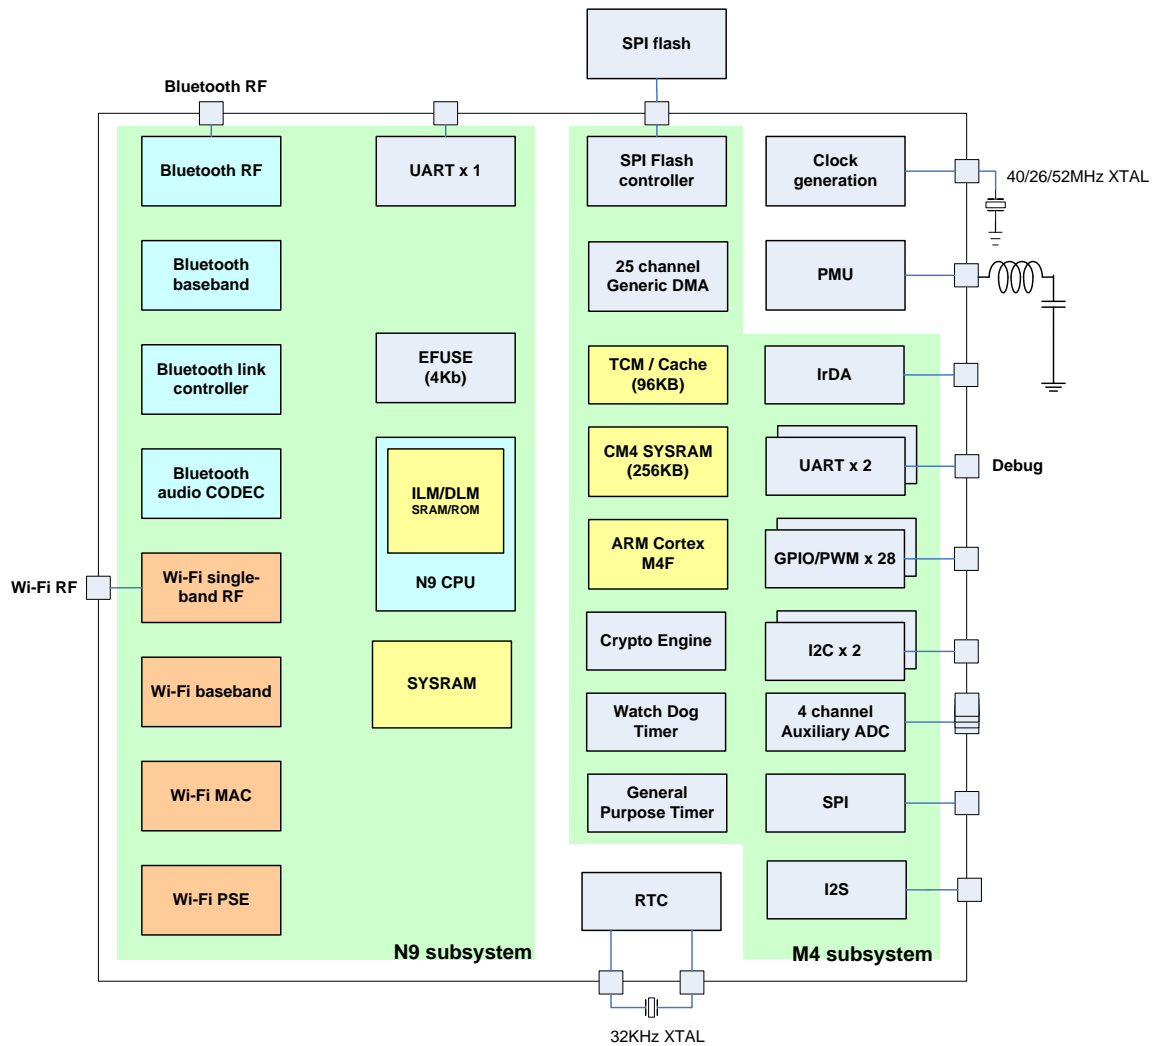 SPI flash
Bluetooth RF
Bluetooth RF
UART x 1
SPI Flash
controller
Clock
generation
40/26/52MHz XTAL
Bluetooth
baseband
25 channel
Generic DMA
PMU
Bluetooth link
controller
EFUSE
(4Kb)
TCM / Cache
(96KB)
IrDA
Bluetooth
audio CODEC
ILM/DLM
SRAM/ROM
N9 CPU
CM4 SYSRAM
(256KB)
UART x 2
Debug
Wi-Fi RF
Wi-Fi single-
band RF
ARM Cortex
M4F
GPIO/PWM x 28
Wi-Fi baseband
SYSRAM
Crypto Engine
I2C x 2
Watch Dog
Timer
4 channel
Auxiliary ADC
Wi-Fi MAC
General
Purpose Timer
SPI
Wi-Fi PSE
RTC
I2S
N9 subsystem
M4 subsystem
32KHz XTAL